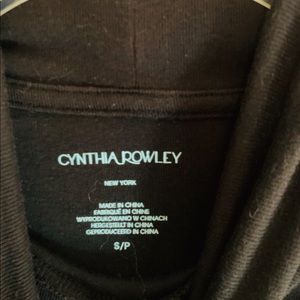 CYNTHIA ROWLEY
NEW YORK
MADE IN CHINA
FABRIQUÉ EN CHINE
WYPRODUKOWANO W CHINACH
HERGESTELLT IN CHINA
GEPRODUCEERD IN CHINA
S/P